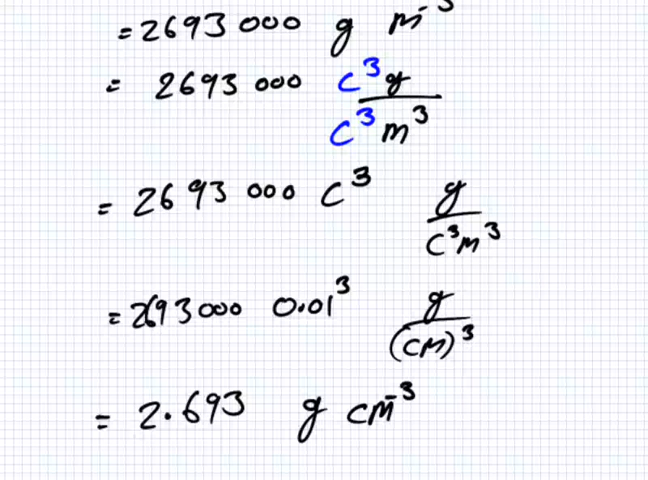 = 2693 000 g m⁻³
= 2693 000 c³g / c³m³
= 2693 000 c³ g / c³m³
= 2693000 0.01³ g / (cm)³
= 2.693 g cm⁻³